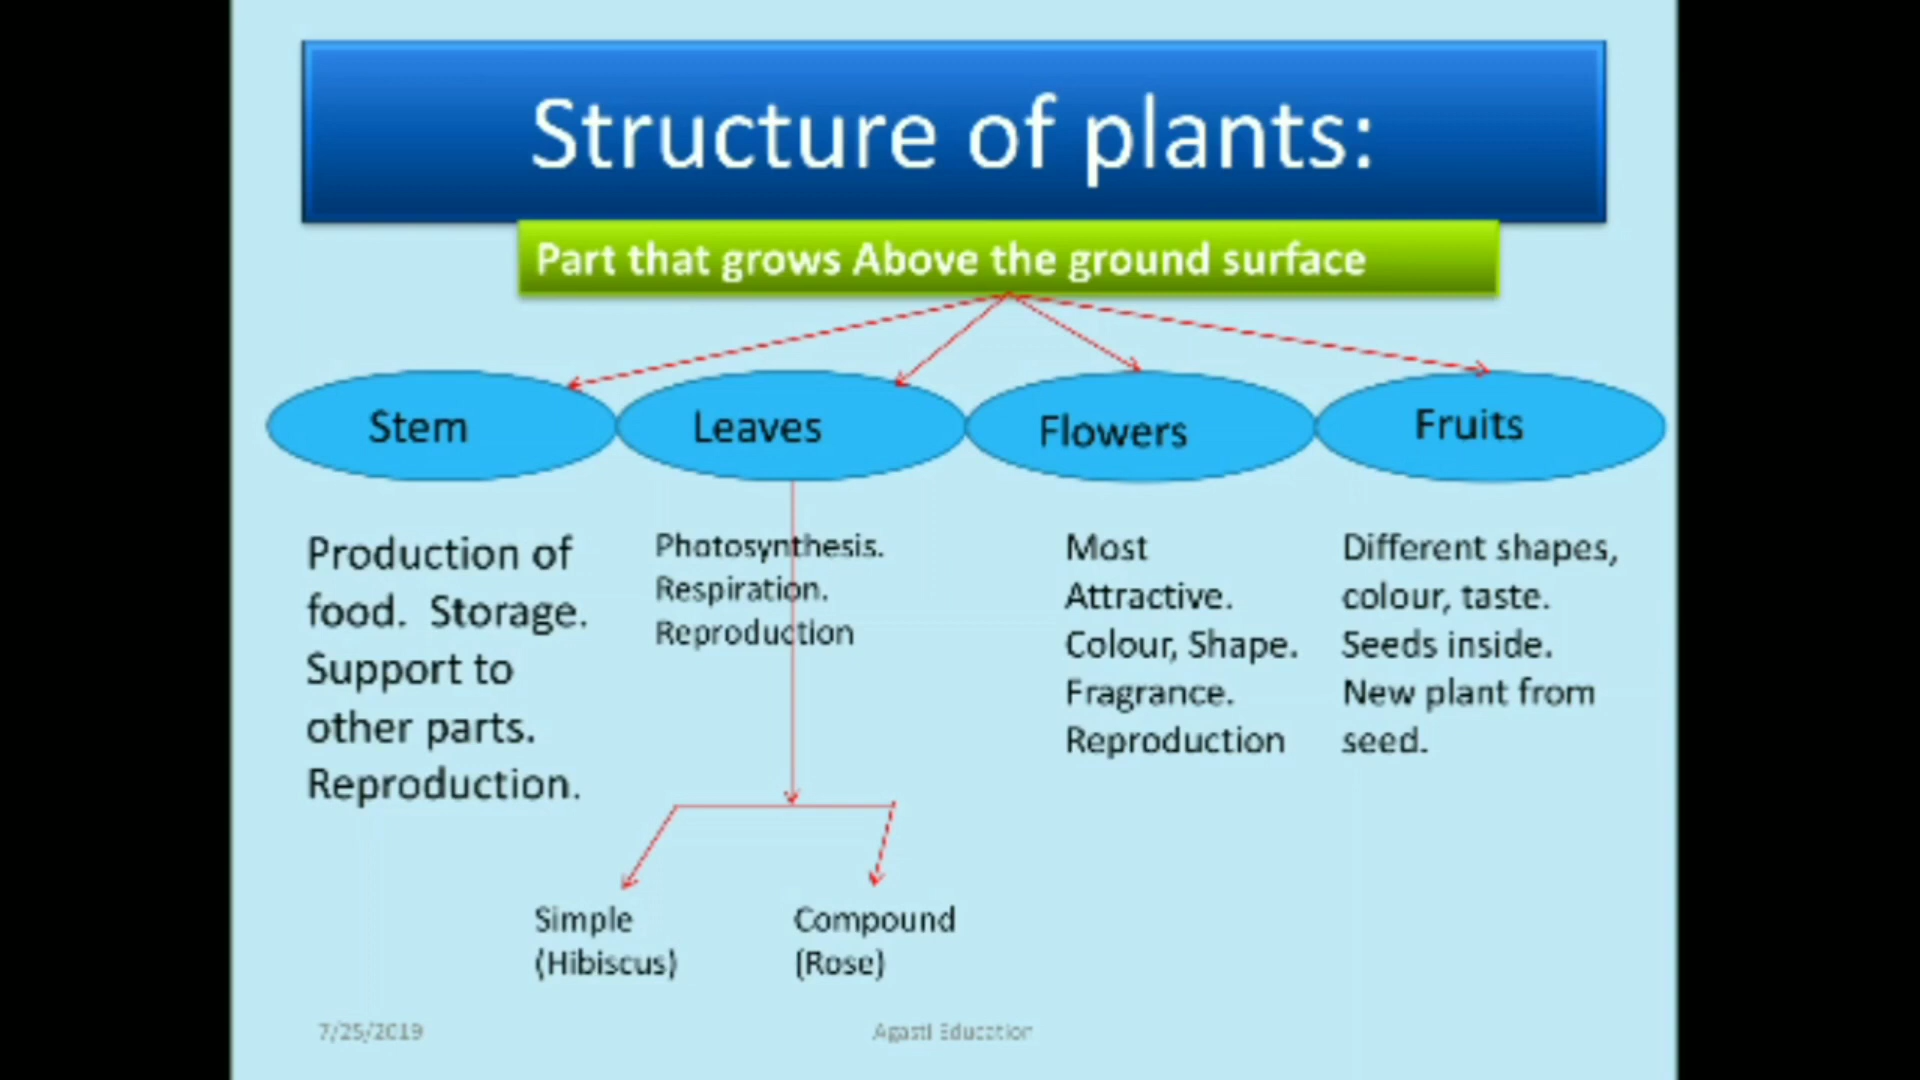 Structure of plants:
Part that grows Above the ground surface
Stem
Leaves
Flowers
Fruits
Production of
food. Storage.
Support to
other parts.
Reproduction.
Photosynthesis.
Respiration.
Reproduction
Most
Attractive.
Colour, Shape.
Fragrance.
Reproduction
Different shapes,
colour, taste.
Seeds inside.
New plant from
seed.
Simple
(Hibiscus)
Compound
(Rose)
7/25/2019
Agasti Education